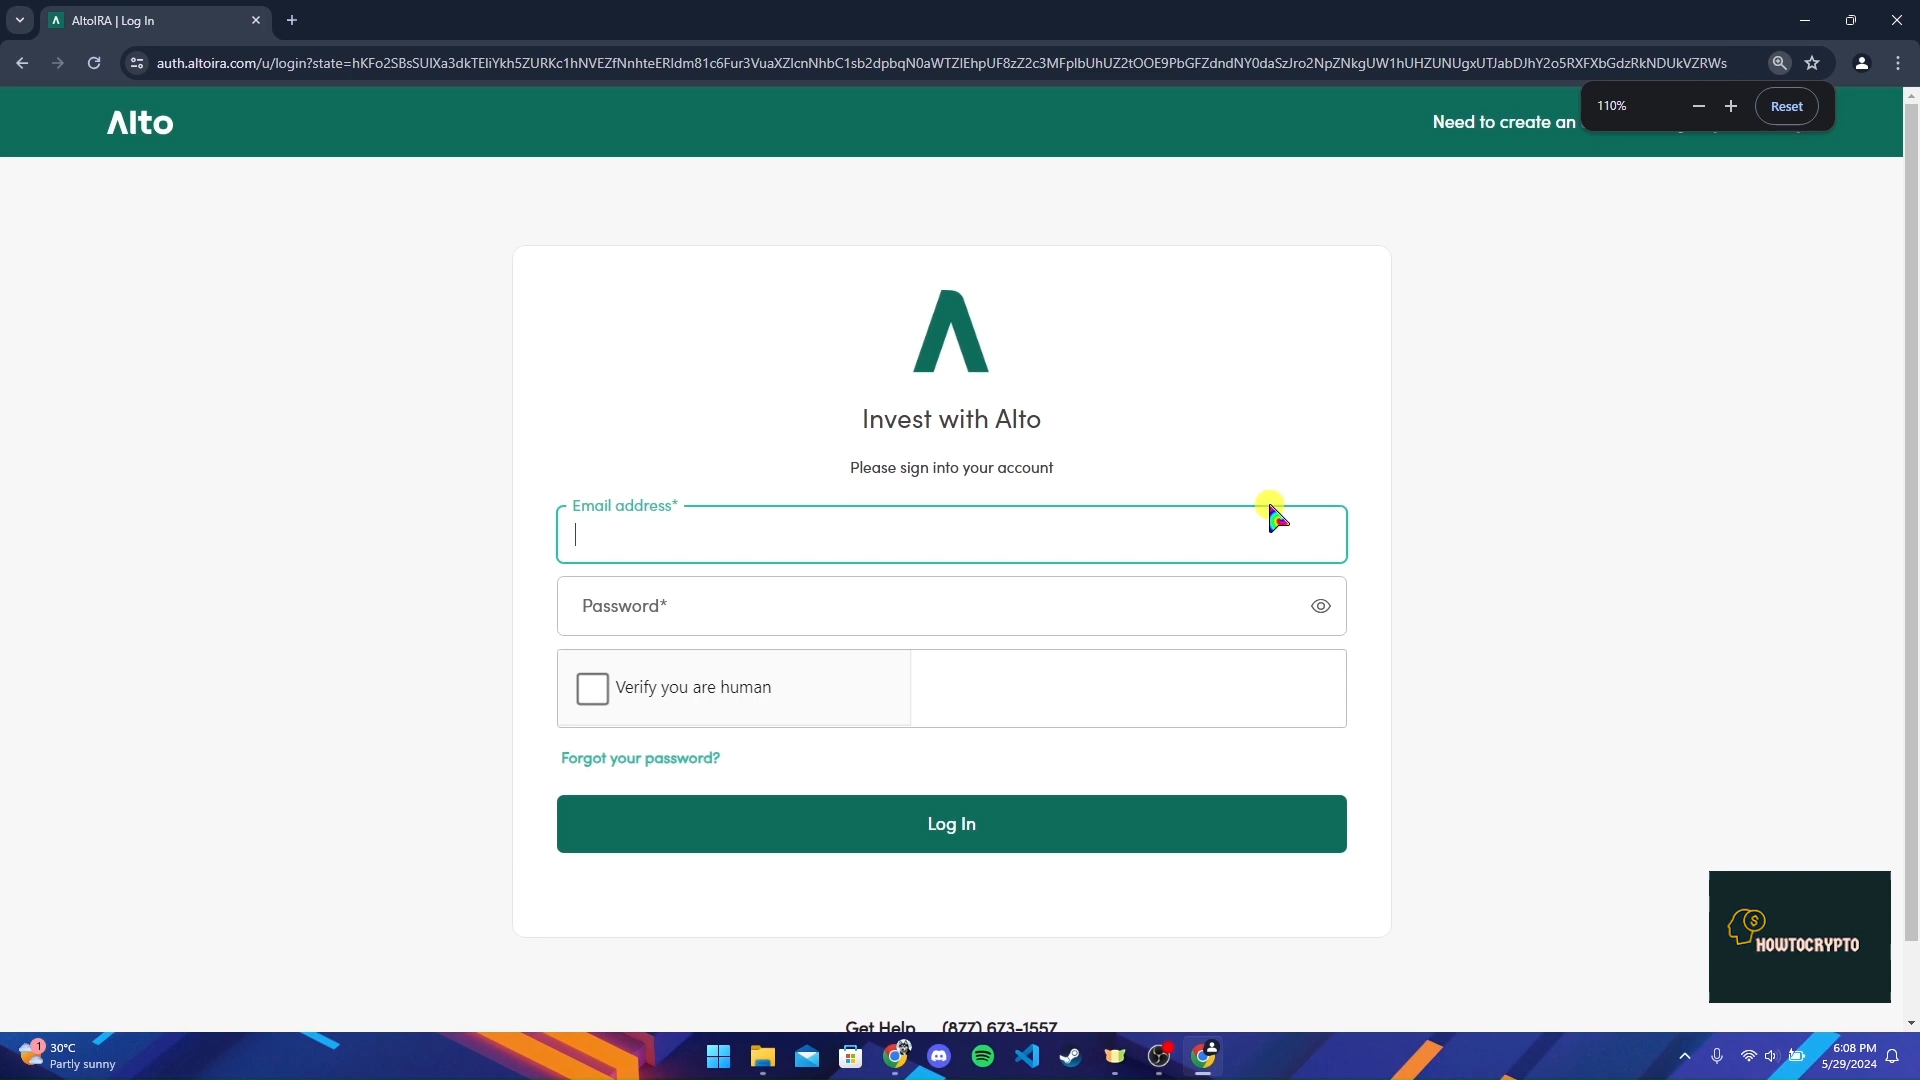 AltoIRA | Log In
auth.altoira.com/u/login?state=hKFo2SBsSUlXa3dkTEliYkh5ZURKc1hNVEZfNnhteERIdm81c6Fur3VuaXZlcnNhbC1sb2dpbqN0aWTZIEhpUF8zZ2c3MFplbUhUZ2tOOE9PbGFZdndNY0daSzJro2NpZNkgUW1hUHZUNUgxUTJabDJhY2o5RXFXbGdzRkNDUkVZRWs
110%
Reset
Alto
Need to create an
Invest with Alto
Please sign into your account
Email address*
Password*
Verify you are human
Forgot your password?
Log In
HOWTOCRYPTO
Get Help (877) 673-1557
1
30°C
Partly sunny
6:08 PM
5/29/2024